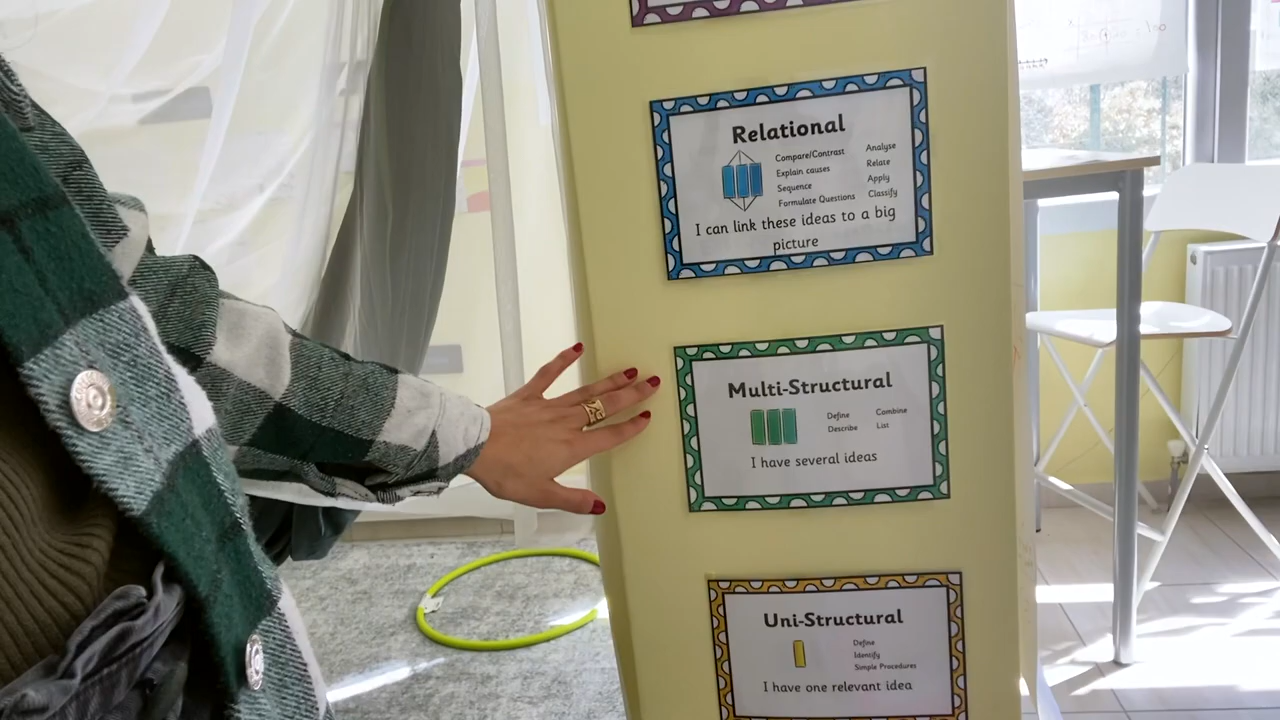 Relational
Compare/Contrast Analyse
Explain causes Relate
Sequence Apply
Formulate Questions Classify
I can link these ideas to a big
picture
Multi-Structural
Define Combine
Describe List
I have several ideas
Uni-Structural
Define
Identify
Simple Procedures
I have one relevant idea